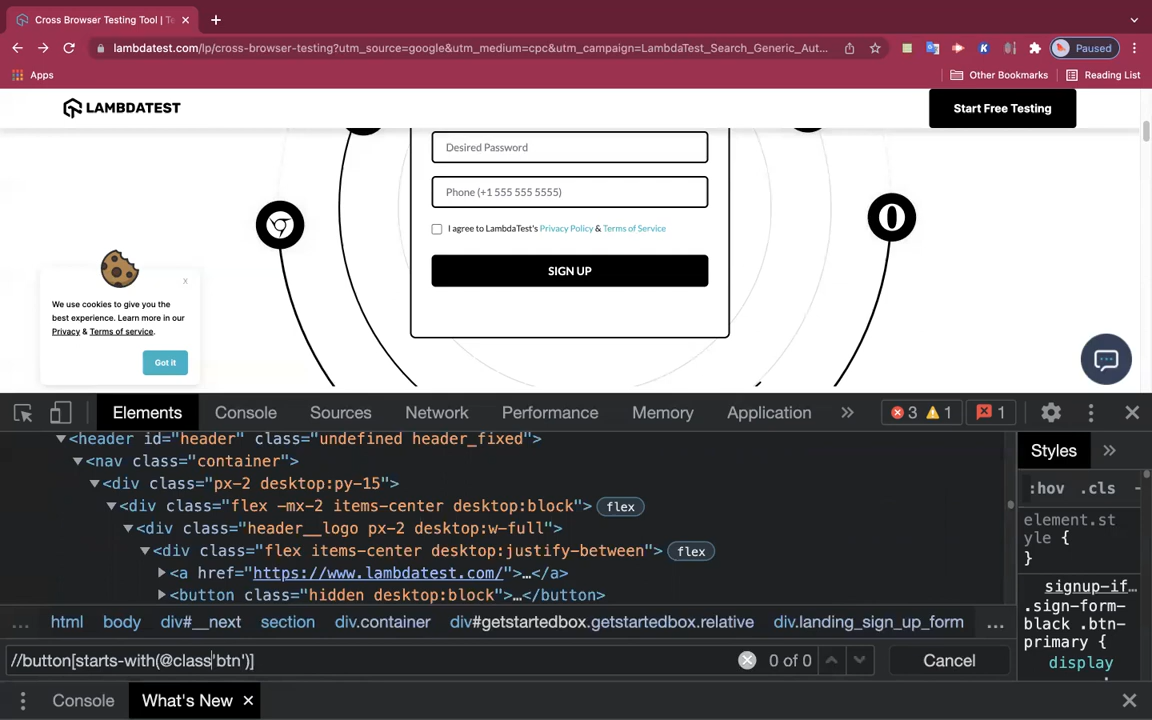 Cross Browser Testing Tool | Te
lambdatest.com/lp/cross-browser-testing?utm_source=google&utm_medium=cpc&utm_campaign=LambdaTest_Search_Generic_Aut...
Paused
Apps
Other Bookmarks
Reading List
LAMBDATEST
Start Free Testing
Desired Password
Phone (+1 555 555 5555)
I agree to LambdaTest's Privacy Policy & Terms of Service
SIGN UP
x
We use cookies to give you the
best experience. Learn more in our
Privacy & Terms of service.
Got it
Elements Console Sources Network Performance Memory Application » 3 1 1
<header id="header" class="undefined header_fixed">
<nav class="container">
<div class="px-2 desktop:py-15">
<div class="flex -mx-2 items-center desktop:block"> flex
<div class="header__logo px-2 desktop:w-full">
<div class="flex items-center desktop:justify-between"> flex
<a href="https://www.lambdatest.com/">…</a>
<button class="hidden desktop:block">…</button>
... html body div#__next section div.container div#getstartedbox.getstartedbox.relative div.landing_sign_up_form ...
//button[starts-with(@class'btn')]
0 of 0
Cancel
Styles »
:hov .cls
element.st
yle {
}
signup-if…
.sign-form-
black .btn-
primary {
display
Console What's New